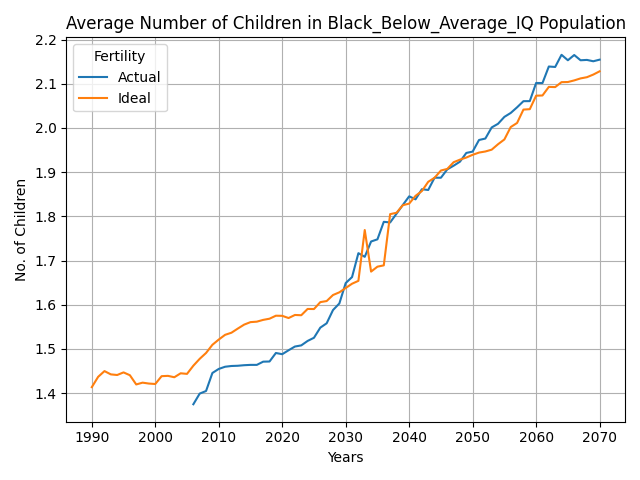 Average Number of Children in Black_Below_Average_IQ Population
2.2
2.1
2.0
1.9
1.8
1.7
1.6
1.5
1.4
No. of Children
Fertility
Actual
Ideal
1990 2000 2010 2020 2030 2040 2050 2060 2070
Years